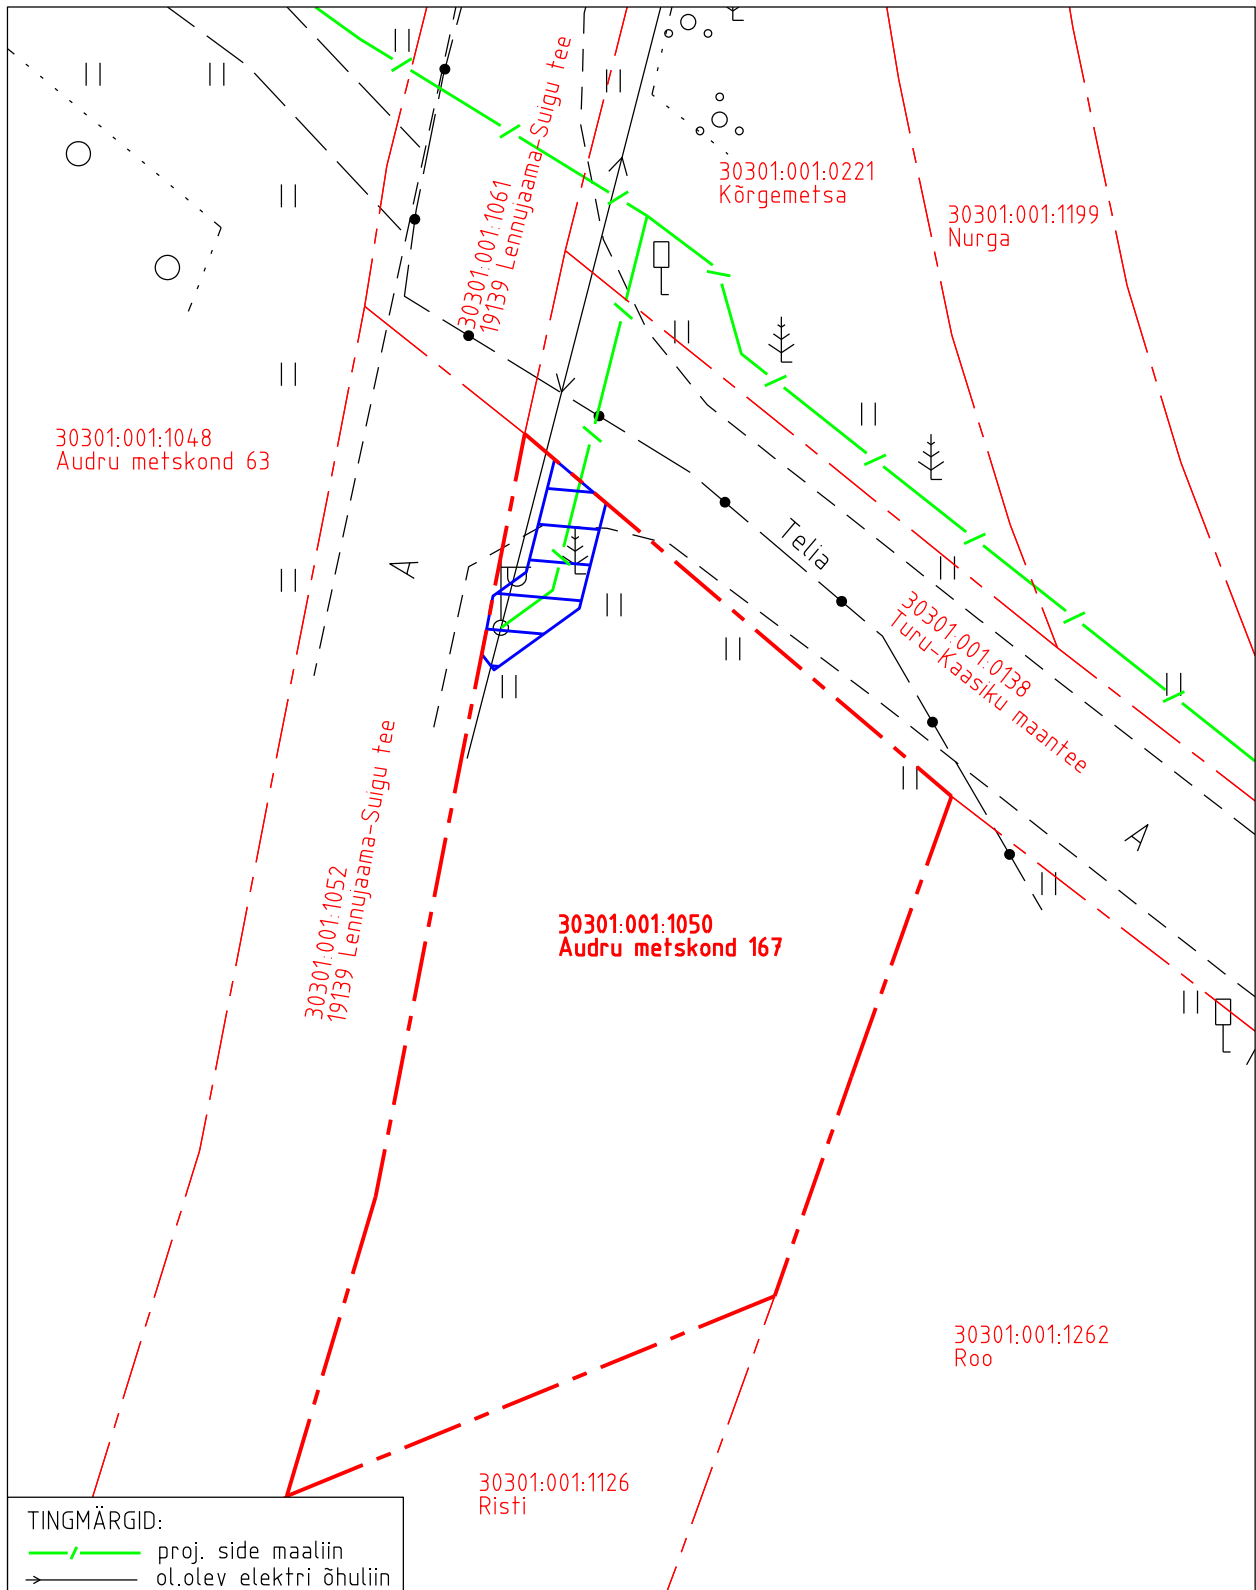 30301:001:1061
19139 Lennujaama-Suigu tee
30301:001:0221
Kõrgemetsa
30301:001:1199
Nurga
30301:001:1048
Audru metskond 63
A
Telia
30301:001:0138
Turu-Kaasiku maantee
A
30301:001:1052
19139 Lennujaama-Suigu tee
30301:001:1050
Audru metskond 167
30301:001:1262
Roo
30301:001:1126
Risti
TINGMÄRGID:
proj. side maaliin
ol.olev elektri õhuliin